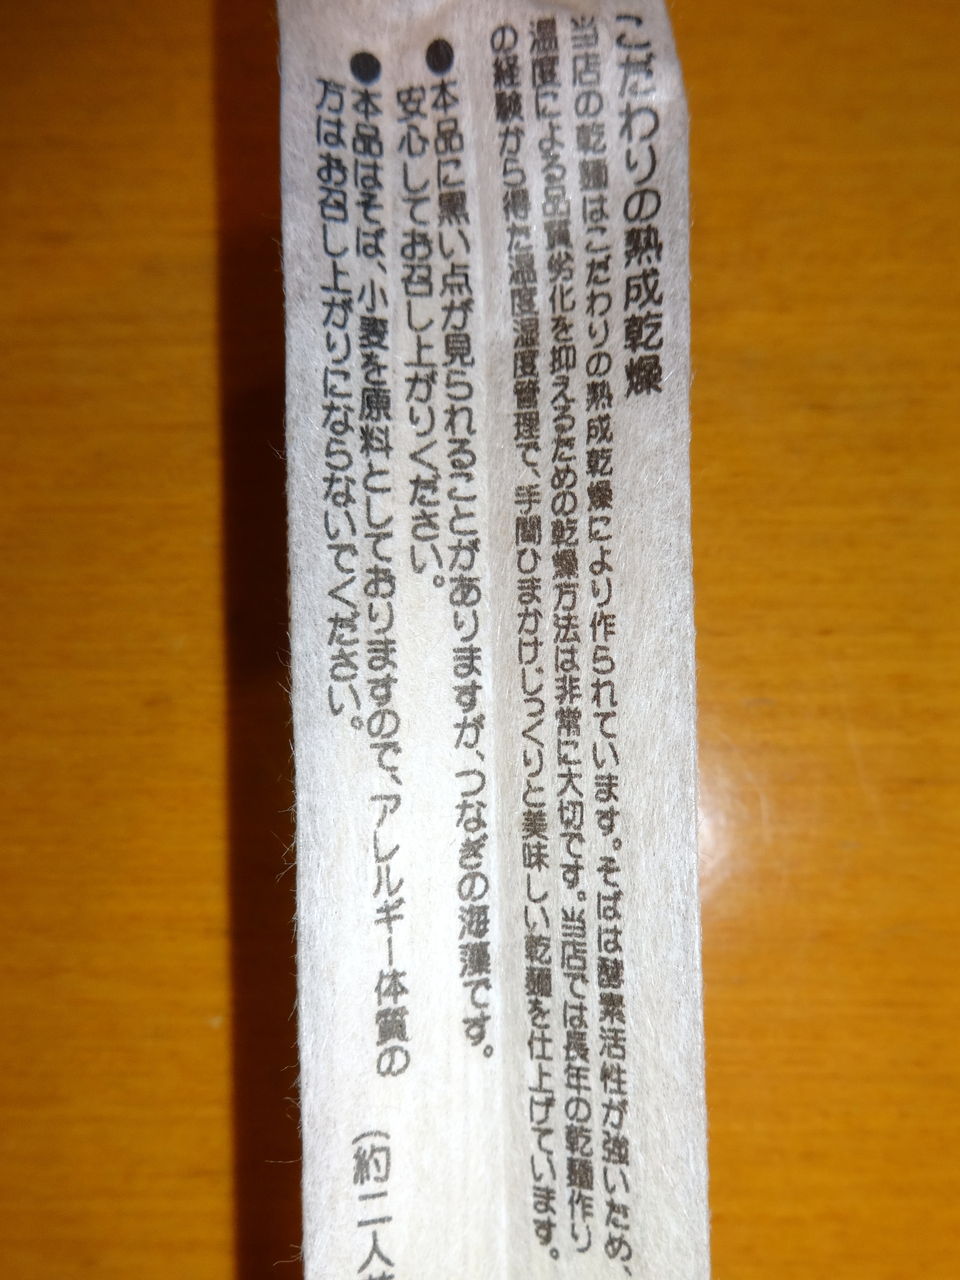 こだわりの熟成乾燥
当店の乾麺はこだわりの熟成乾燥により作られています。そばは酵素活性が強いため、
温度による品質劣化を抑えるための乾燥方法は非常に大切です。当店では長年の乾麺作り
の経験から得た温度湿度管理で、手間ひまかけじっくりと美味しい乾麺を仕上げています。
●本品に黒い点が見られることがありますが、つなぎの海藻です。
安心してお召し上がりください。
●本品はそば、小麦を原料としておりますので、アレルギー体質の
方はお召し上がりにならないでください。
(約二人